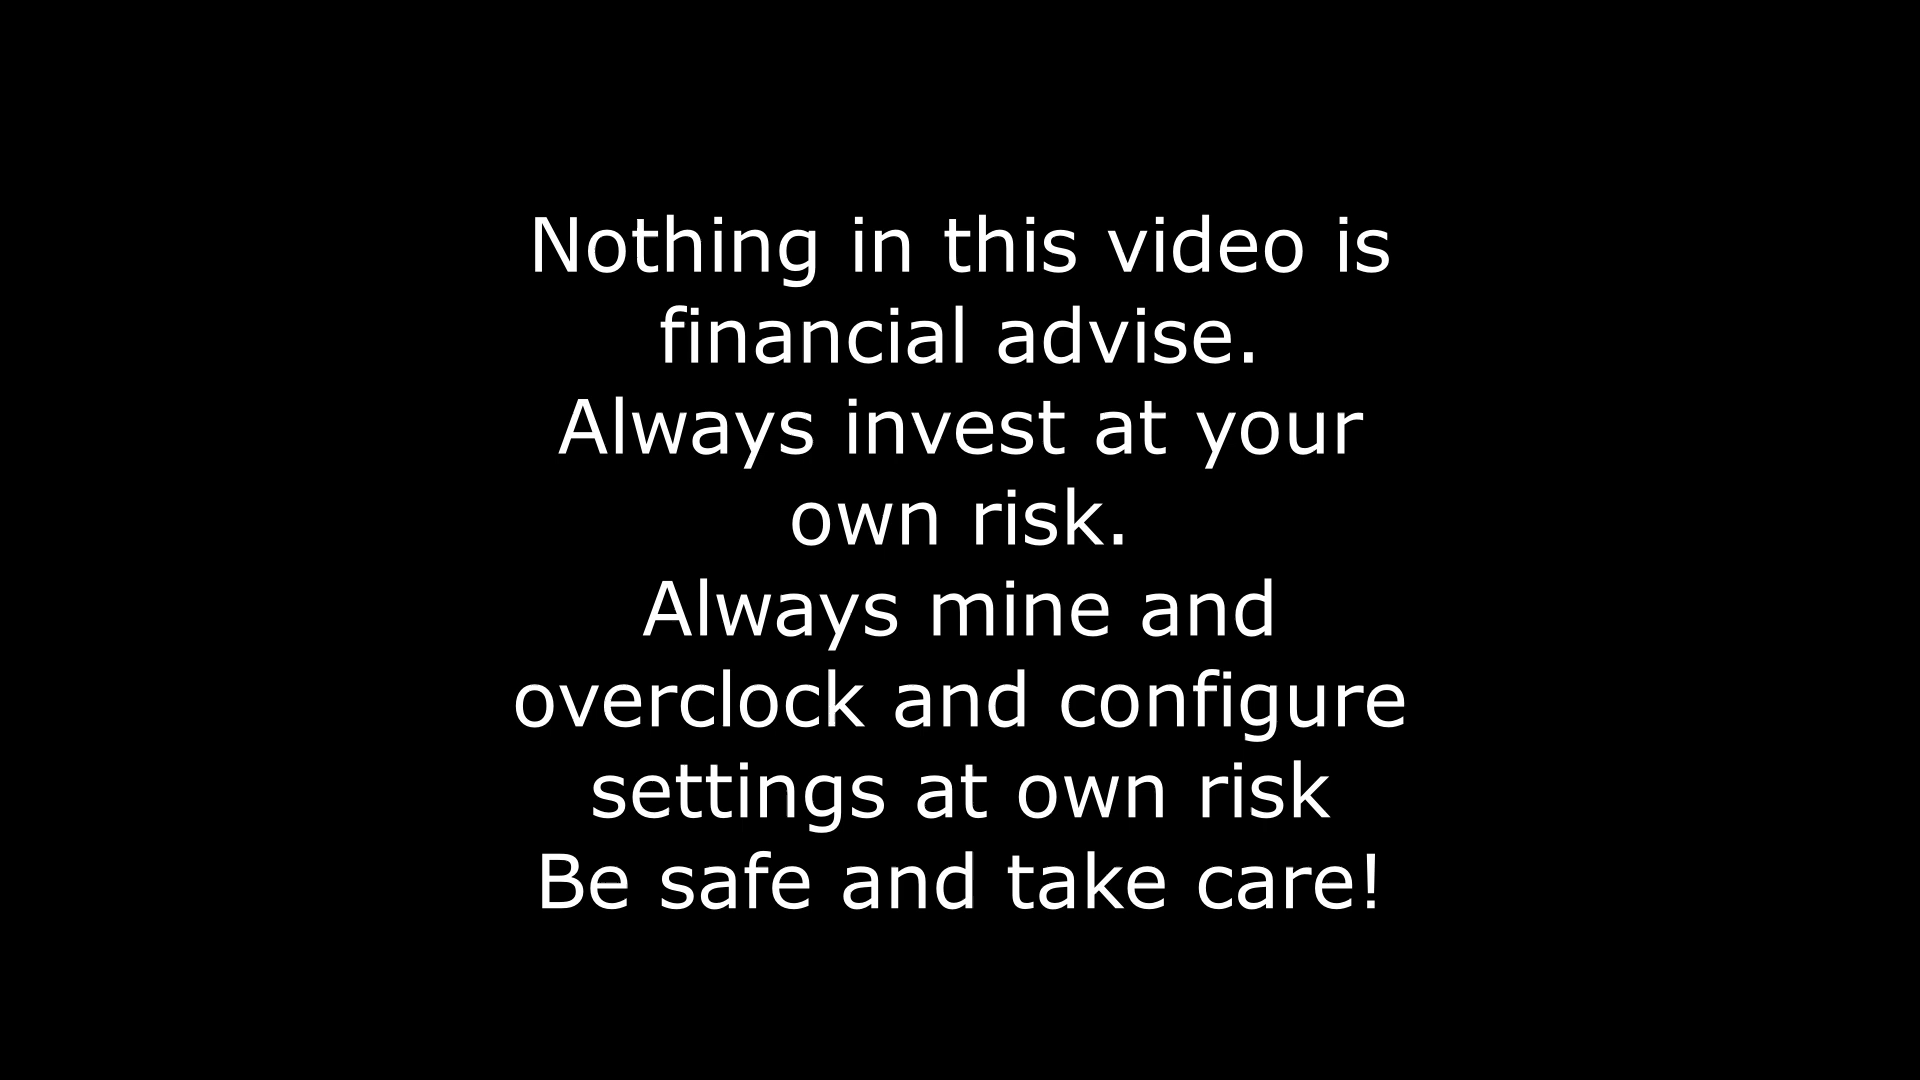 Nothing in this video is
financial advise.
Always invest at your
own risk.
Always mine and
overclock and configure
settings at own risk
Be safe and take care!